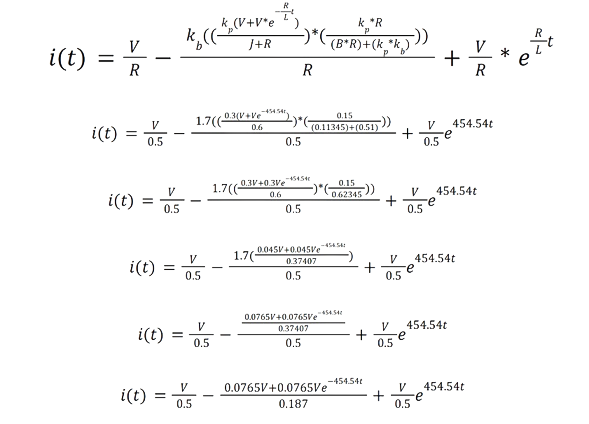 i(t) = V/R − k_b((k_p(V+V*e^(−R/L t))/(J+R))*(k_p*R/((B*R)+(k_p*k_b))))/R + V/R * e^(R/L t)
i(t) = V/0.5 − 1.7((0.3(V+Ve^(−454.54t))/0.6)*(0.15/((0.11345)+(0.51))))/0.5 + V/0.5 e^(454.54t)
i(t) = V/0.5 − 1.7((0.3V+0.3Ve^(−454.54t)/0.6)*(0.15/0.62345))/0.5 + V/0.5 e^(454.54t)
i(t) = V/0.5 − 1.7(0.045V+0.045Ve^(−454.54t)/0.37407)/0.5 + V/0.5 e^(454.54t)
i(t) = V/0.5 − (0.0765V+0.0765Ve^(−454.54t)/0.37407)/0.5 + V/0.5 e^(454.54t)
i(t) = V/0.5 − 0.0765V+0.0765Ve^(−454.54t)/0.187 + V/0.5 e^(454.54t)